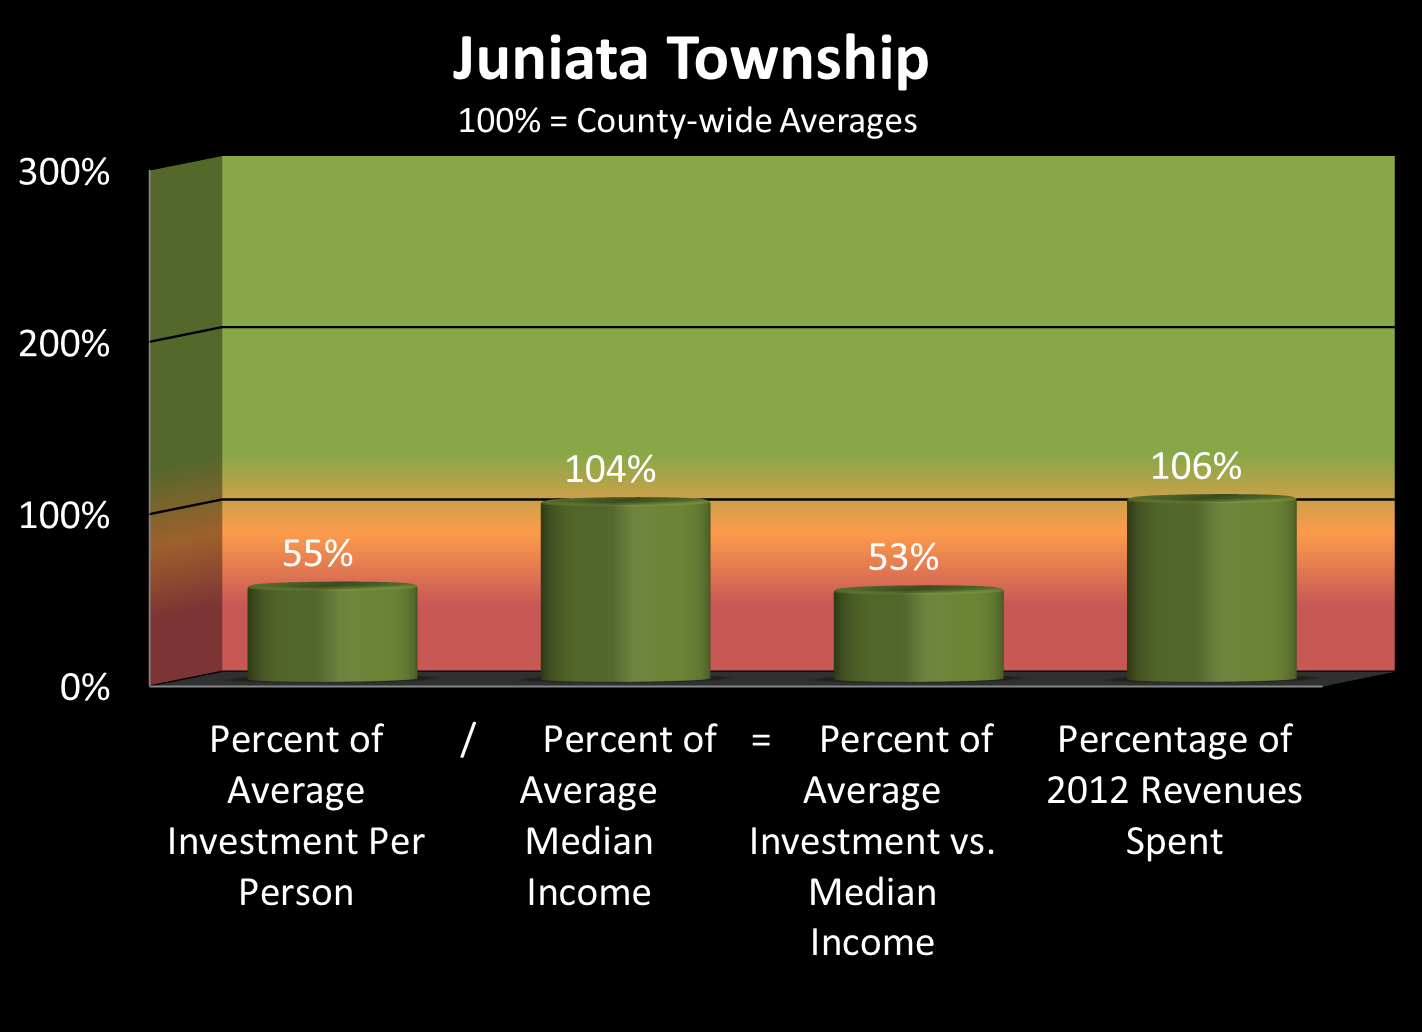 Juniata Township
100% = County-wide Averages
300%
200%
100%
0%
55%
104%
53%
106%
Percent of
Average
Investment Per
Person
/
Percent of
Average
Median
Income
=
Percent of
Average
Investment vs.
Median
Income
Percentage of
2012 Revenues
Spent